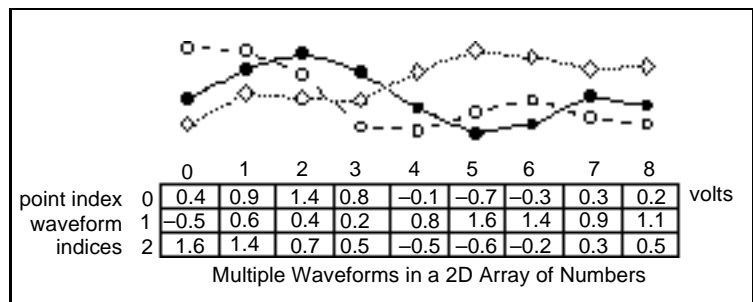 0 1 2 3 4 5 6 7 8
point index 0 0.4 0.9 1.4 0.8 –0.1 –0.7 –0.3 0.3 0.2 volts
waveform 1 –0.5 0.6 0.4 0.2 0.8 1.6 1.4 0.9 1.1
indices 2 1.6 1.4 0.7 0.5 –0.5 –0.6 –0.2 0.3 0.5
Multiple Waveforms in a 2D Array of Numbers